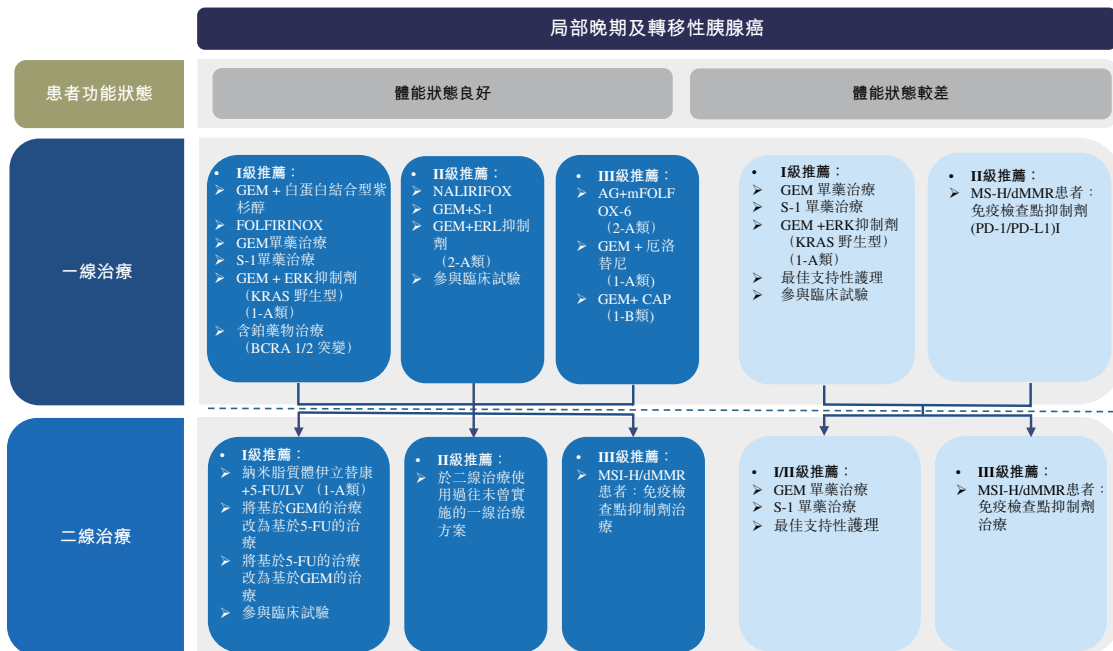 局部晚期及轉移性胰腺癌
患者功能狀態
體能狀態良好
體能狀態較差
一線治療
• I級推薦：
➢ GEM + 白蛋白結合型紫
杉醇
➢ FOLFIRINOX
➢ GEM單藥治療
➢ S-1單藥治療
➢ GEM + ERK抑制劑
（KRAS 野生型）
(1-A類）
➢ 含鉑藥物治療
（BCRA 1/2 突變）
• II級推薦：
➢ NALIRIFOX
➢ GEM+S-1
➢ GEM+ERL抑制
劑
（2-A類）
➢ 參與臨床試驗
• III級推薦：
➢ AG+mFOLF
OX-6
（2-A類）
➢ GEM + 厄洛
替尼
（1-A類）
➢ GEM+ CAP
（1-B類)
• I級推薦：
➢ GEM 單藥治療
➢ S-1 單藥治療
➢ GEM +ERK抑制劑
（KRAS 野生型）
（1-A類）
➢ 最佳支持性護理
➢ 參與臨床試驗
• II級推薦：
➢ MS-H/dMMR患者：
免疫檢查點抑制劑
(PD-1/PD-L1)I
二線治療
• I級推薦：
➢ 納米脂質體伊立替康
+5-FU/LV （1-A類）
➢ 將基於GEM的治療
改為基於5-FU的治
療
➢ 將基於5-FU的治療
改為基於GEM的治
療
➢ 參與臨床試驗
• II級推薦：
➢ 於二線治療使
用過往未曾實
施的一線治療
方案
• III級推薦：
➢ MSI-H/dMMR
患者：免疫檢
查點抑制劑治
療
• I/II級推薦：
➢ GEM 單藥治療
➢ S-1 單藥治療
➢ 最佳支持性護理
• III級推薦：
➢ MSI-H/dMMR患者：
免疫檢查點抑制劑
治療